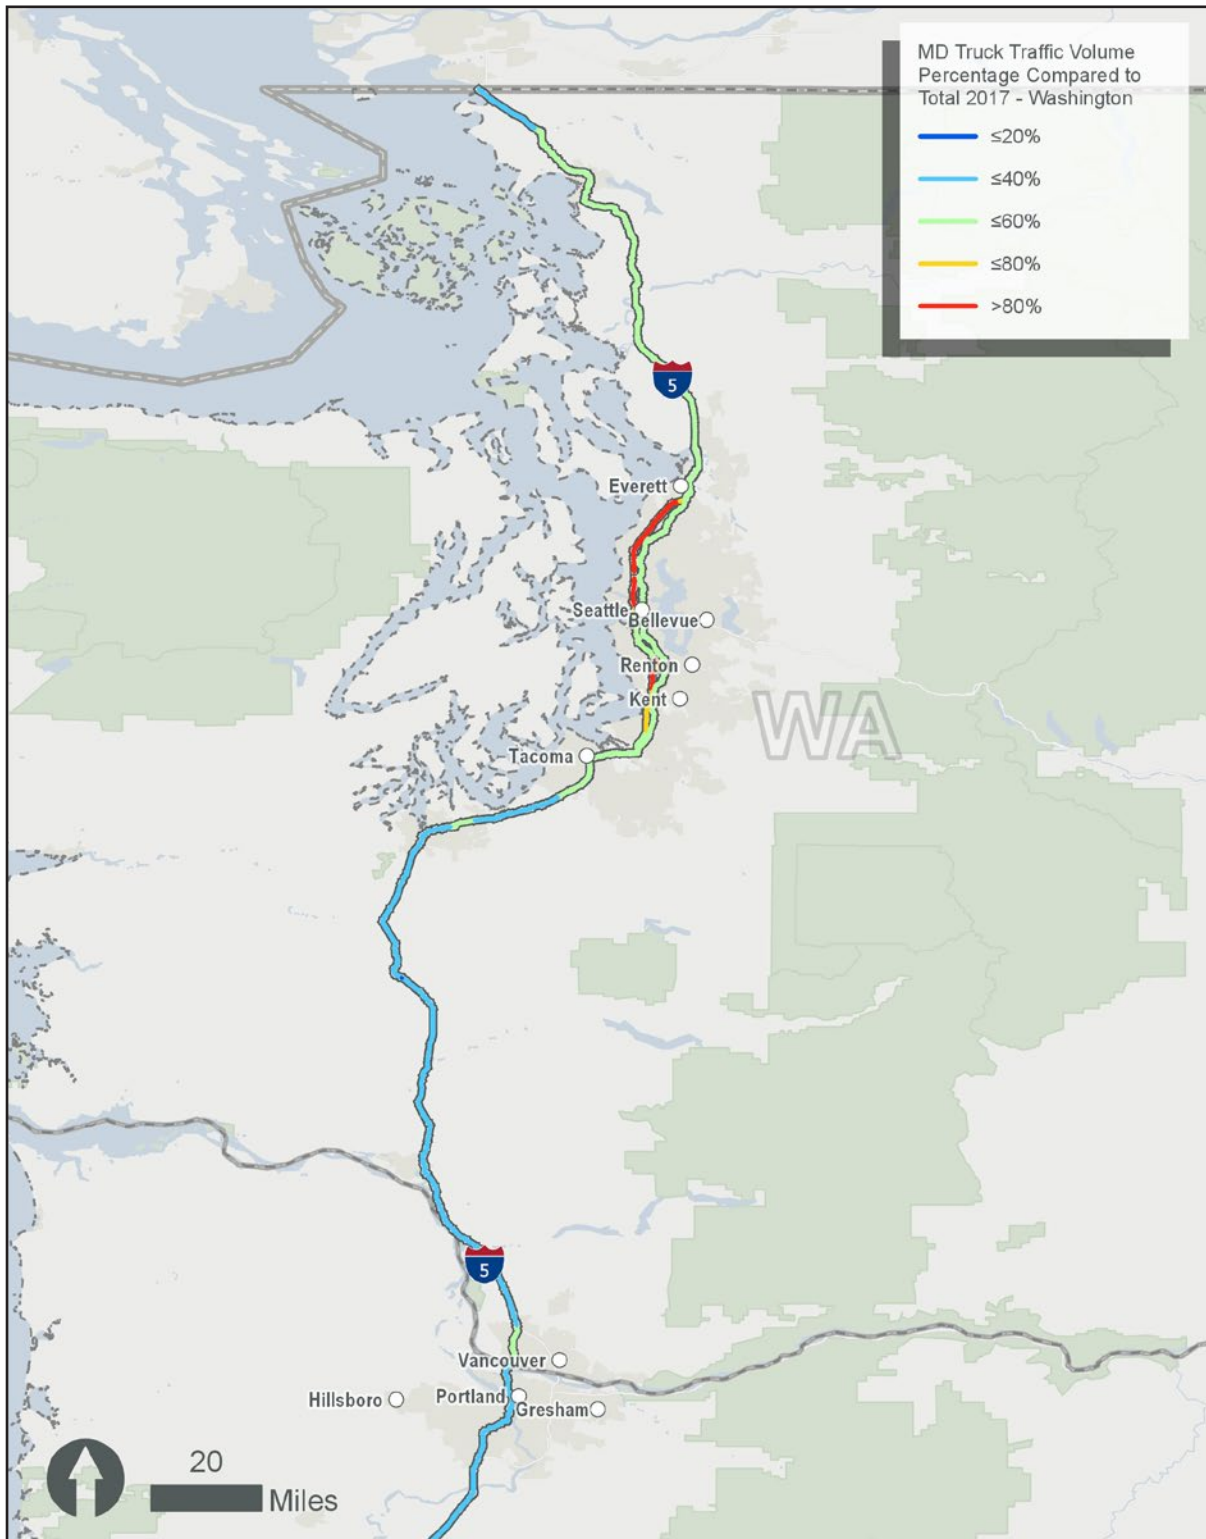 MD Truck Traffic Volume
Percentage Compared to
Total 2017 - Washington
≤20%
≤40%
≤60%
≤80%
>80%
5
Everett
Seattle
Bellevue
Renton
Kent
WA
Tacoma
5
Vancouver
Hillsboro
Portland
Gresham
20
Miles